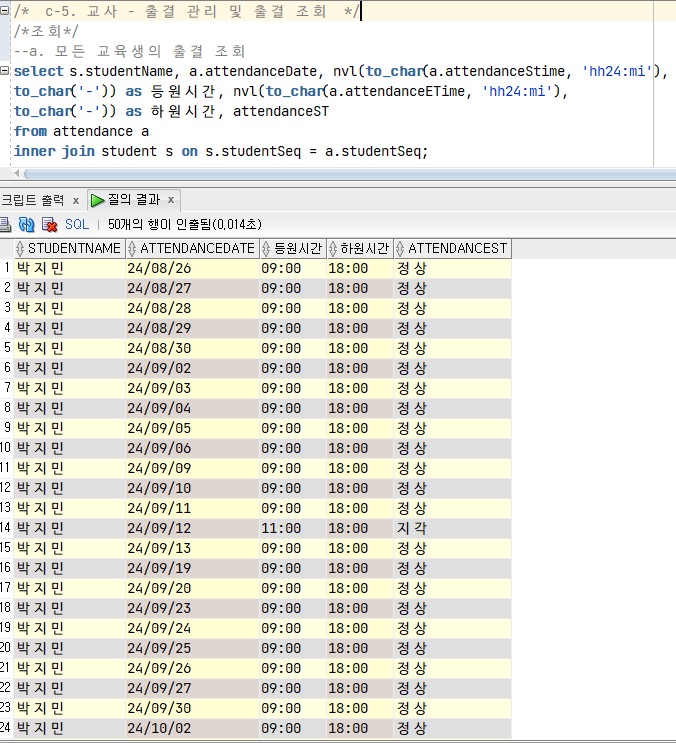 /*  c-5. 교사 - 출결 관리 및 출결 조회  */
/*조회*/
--a. 모든 교육생의 출결 조회
select s.studentName, a.attendanceDate, nvl(to_char(a.attendanceStime, 'hh24:mi'),
to_char('-')) as 등원시간, nvl(to_char(a.attendanceETime, 'hh24:mi'),
to_char('-')) as 하원시간, attendanceST
from attendance a
inner join student s on s.studentSeq = a.studentSeq;
크립트 출력 x 질의 결과 x
SQL | 50개의 행이 인출됨(0,014초)
STUDENTNAME ATTENDANCEDATE 등원시간 하원시간 ATTENDANCEST
1 박지민 24/08/26 09:00 18:00 정상
2 박지민 24/08/27 09:00 18:00 정상
3 박지민 24/08/28 09:00 18:00 정상
4 박지민 24/08/29 09:00 18:00 정상
5 박지민 24/08/30 09:00 18:00 정상
6 박지민 24/09/02 09:00 18:00 정상
7 박지민 24/09/03 09:00 18:00 정상
8 박지민 24/09/04 09:00 18:00 정상
9 박지민 24/09/05 09:00 18:00 정상
10 박지민 24/09/06 09:00 18:00 정상
11 박지민 24/09/09 09:00 18:00 정상
12 박지민 24/09/10 09:00 18:00 정상
13 박지민 24/09/11 09:00 18:00 정상
14 박지민 24/09/12 11:00 18:00 지각
15 박지민 24/09/13 09:00 18:00 정상
16 박지민 24/09/19 09:00 18:00 정상
17 박지민 24/09/20 09:00 18:00 정상
18 박지민 24/09/23 09:00 18:00 정상
19 박지민 24/09/24 09:00 18:00 정상
20 박지민 24/09/25 09:00 18:00 정상
21 박지민 24/09/26 09:00 18:00 정상
22 박지민 24/09/27 09:00 18:00 정상
23 박지민 24/09/30 09:00 18:00 정상
24 박지민 24/10/02 09:00 18:00 정상